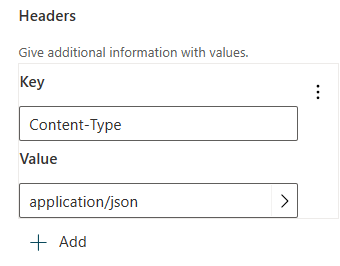 Headers
Give additional information with values.
Key
Content-Type
Value
application/json
Add